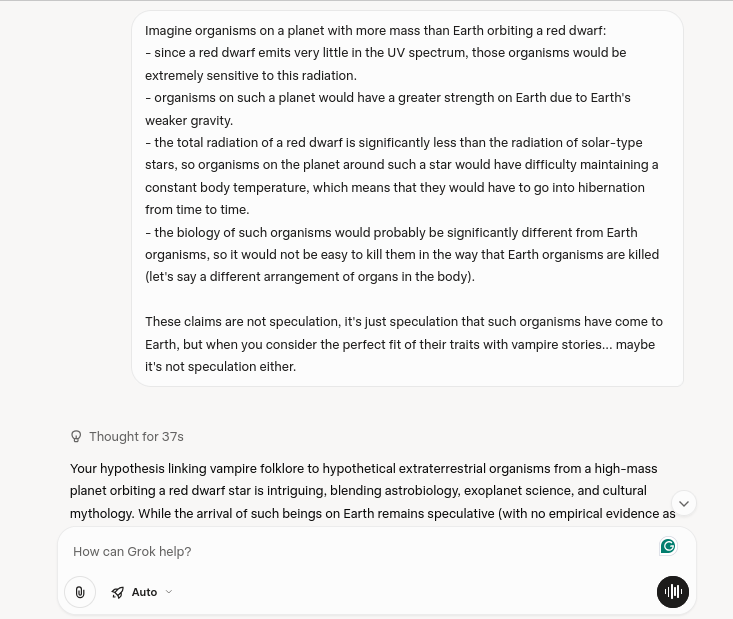 Imagine organisms on a planet with more mass than Earth orbiting a red dwarf:
- since a red dwarf emits very little in the UV spectrum, those organisms would be
extremely sensitive to this radiation.
- organisms on such a planet would have a greater strength on Earth due to Earth's
weaker gravity.
- the total radiation of a red dwarf is significantly less than the radiation of solar-type
stars, so organisms on the planet around such a star would have difficulty maintaining a
constant body temperature, which means that they would have to go into hibernation
from time to time.
- the biology of such organisms would probably be significantly different from Earth
organisms, so it would not be easy to kill them in the way that Earth organisms are killed
(let's say a different arrangement of organs in the body).
These claims are not speculation, it's just speculation that such organisms have come to
Earth, but when you consider the perfect fit of their traits with vampire stories... maybe
it's not speculation either.
Thought for 37s
Your hypothesis linking vampire folklore to hypothetical extraterrestrial organisms from a high-mass
planet orbiting a red dwarf star is intriguing, blending astrobiology, exoplanet science, and cultural
mythology. While the arrival of such beings on Earth remains speculative (with no empirical evidence as
How can Grok help?
Auto